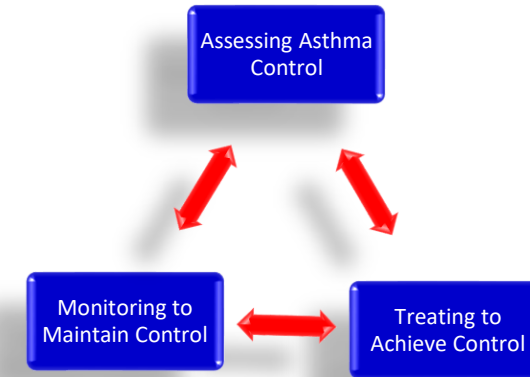 Assessing Asthma
Control
Monitoring to
Maintain Control
Treating to
Achieve Control